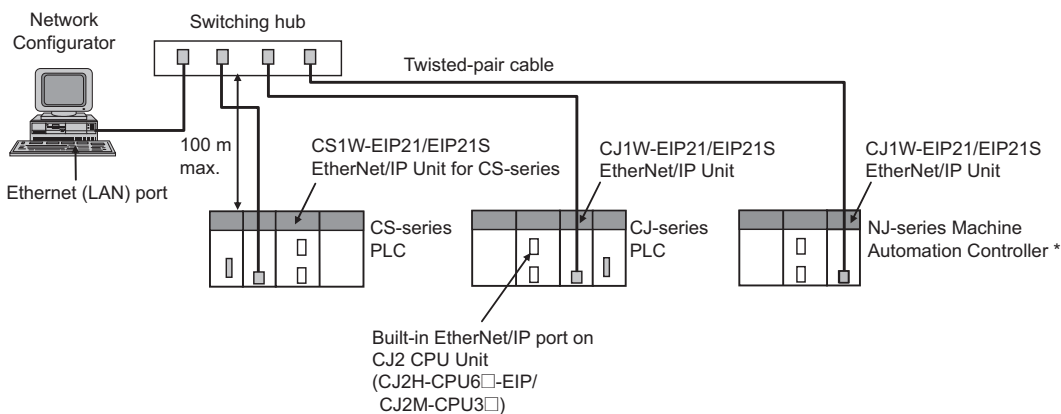 Network
Configurator
Switching hub
Twisted-pair cable
100 m
max.
CS1W-EIP21/EIP21S
EtherNet/IP Unit for CS-series
CJ1W-EIP21/EIP21S
EtherNet/IP Unit
CJ1W-EIP21/EIP21S
EtherNet/IP Unit
Ethernet (LAN) port
CS-series
PLC
CJ-series
PLC
NJ-series Machine
Automation Controller *
Built-in EtherNet/IP port on
CJ2 CPU Unit
(CJ2H-CPU6□-EIP/
CJ2M-CPU3□)